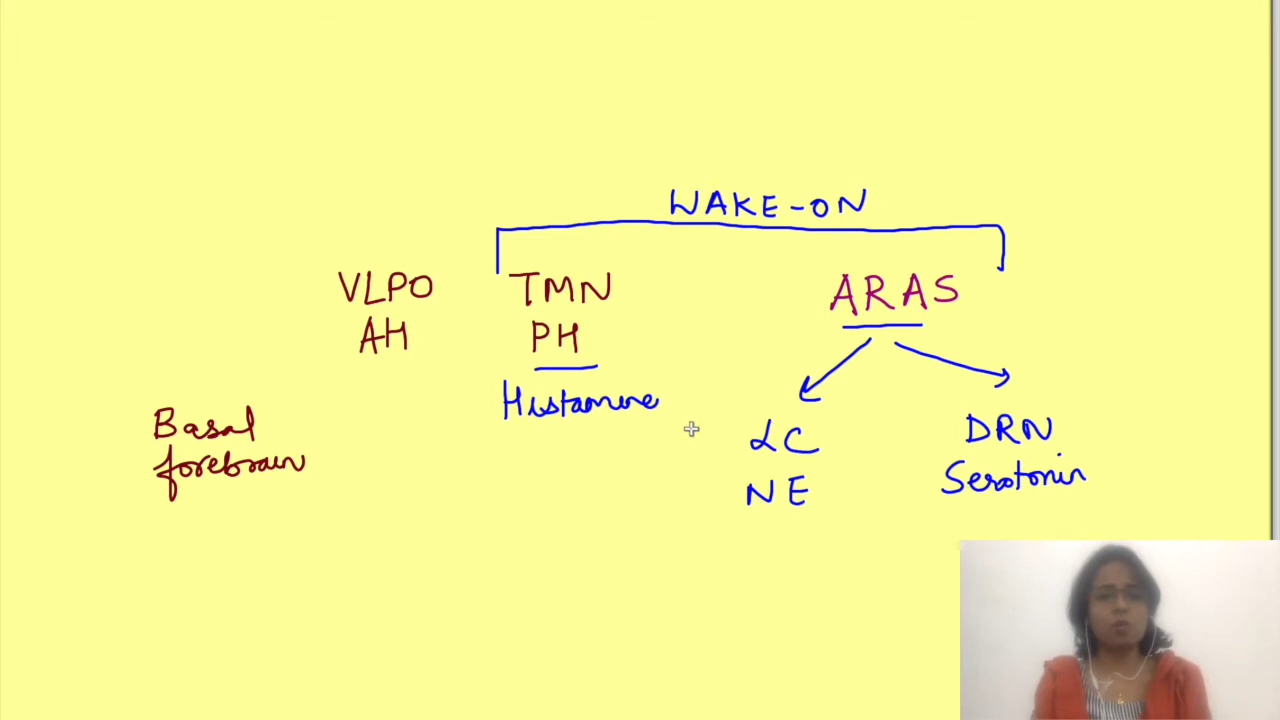 WAKE-ON
VLPO TMN ARAS
AH PH
Histamine
Basal
forebrain
LC DRN
NE Serotonin